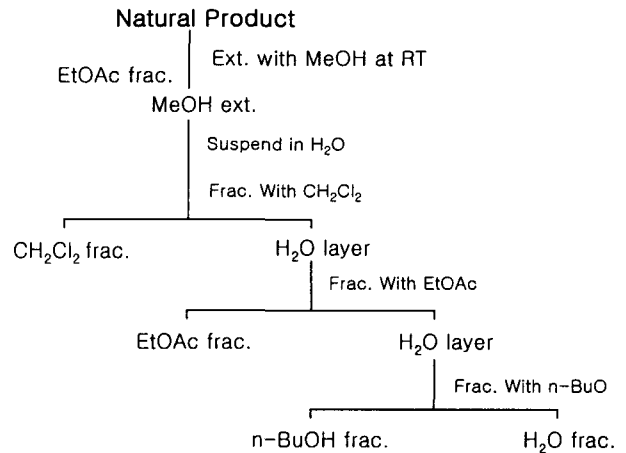 Natural Product
Ext. with MeOH at RT
EtOAc frac.
MeOH ext.
Suspend in H₂O
Frac. With CH₂Cl₂
CH₂Cl₂ frac.
H₂O layer
Frac. With EtOAc
EtOAc frac.
H₂O layer
Frac. With n-BuO
n-BuOH frac.
H₂O frac.